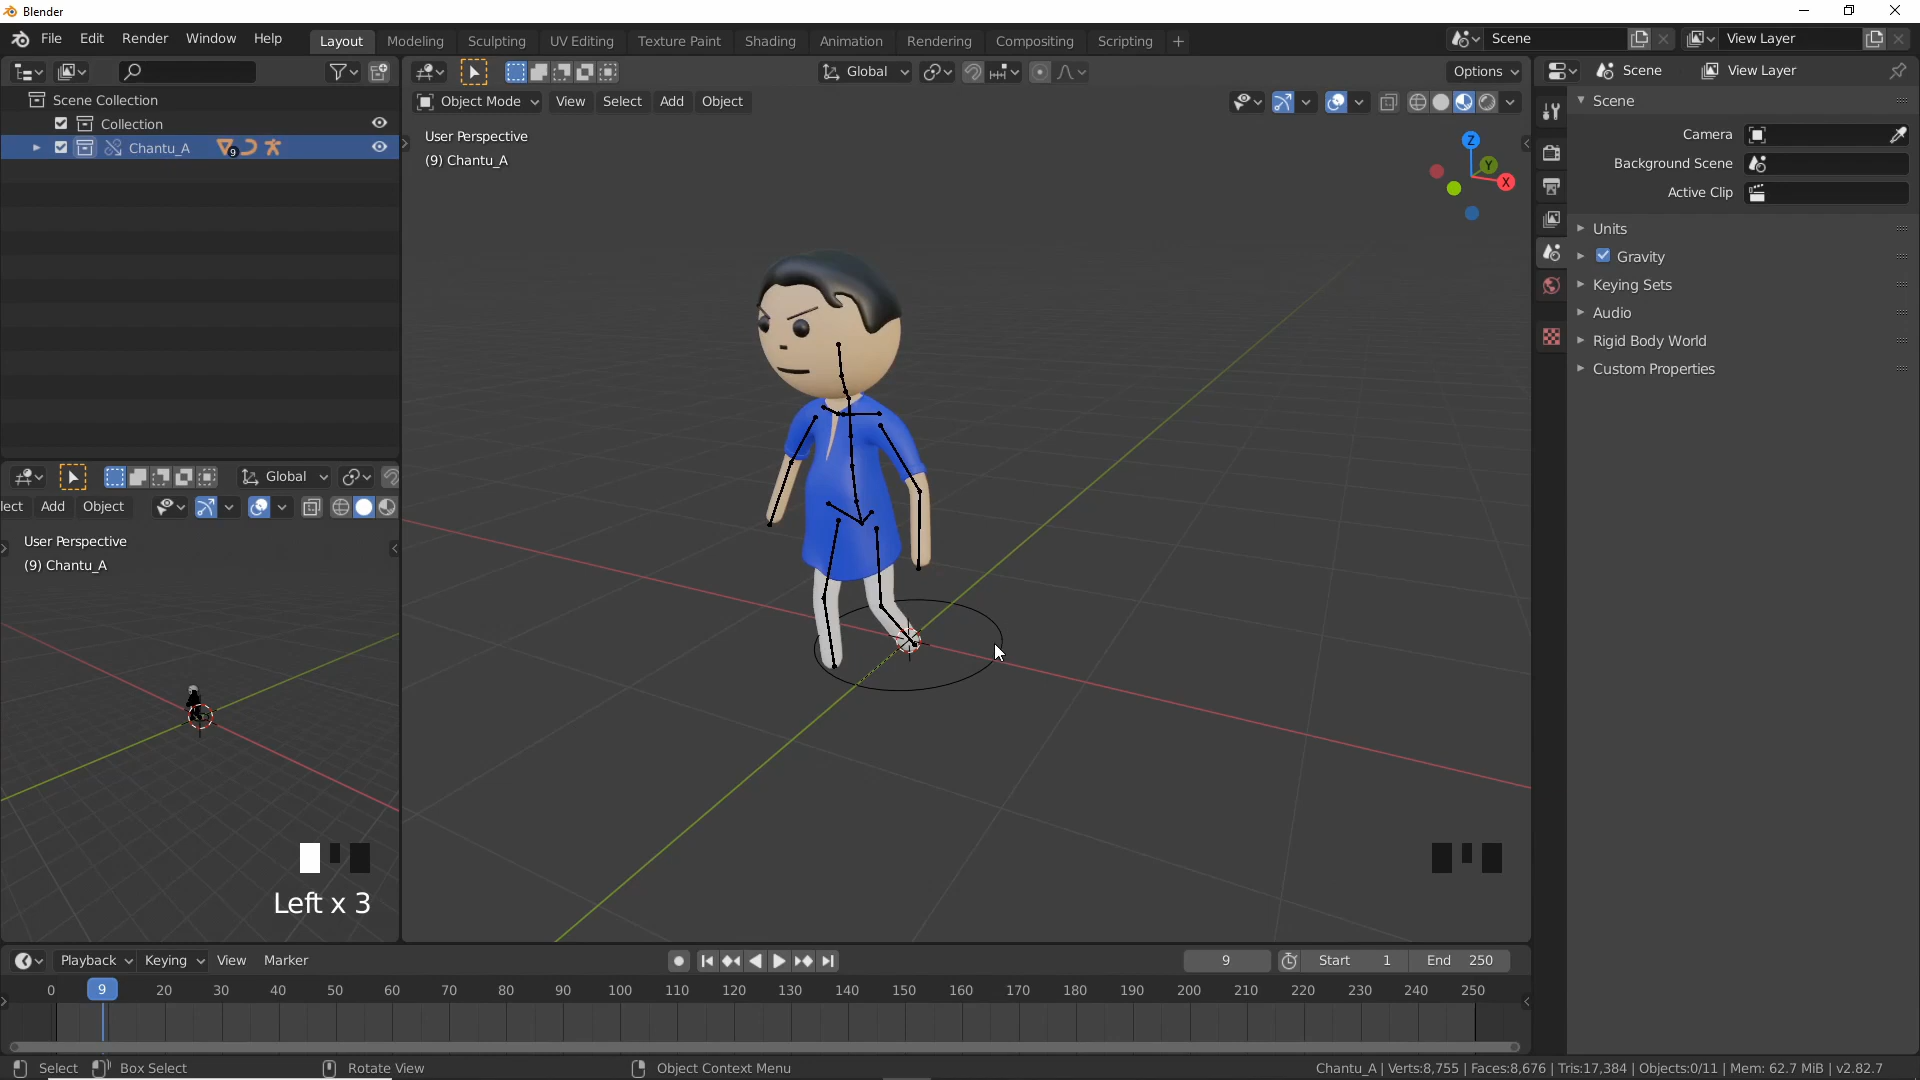 Blender
File Edit Render Window Help
Layout Modeling Sculpting UV Editing Texture Paint Shading Animation Rendering Compositing Scripting +
Scene
View Layer
Global
Options
Scene View Layer
Scene Collection
Object Mode View Select Add Object
Scene
Collection
Chantu_A 9
User Perspective
(9) Chantu_A
Z
Y
X
Camera
Background Scene
Active Clip
Units
Gravity
Keying Sets
Audio
Rigid Body World
Custom Properties
Global
lect Add Object
User Perspective
(9) Chantu_A
Left x 3
Playback Keying View Marker
9 Start 1 End 250
0 9 20 30 40 50 60 70 80 90 100 110 120 130 140 150 160 170 180 190 200 210 220 230 240 250
Select Box Select Rotate View Object Context Menu
Chantu_A | Verts:8,755 | Faces:8,676 | Tris:17,384 | Objects:0/11 | Mem: 62.7 MiB | v2.82.7